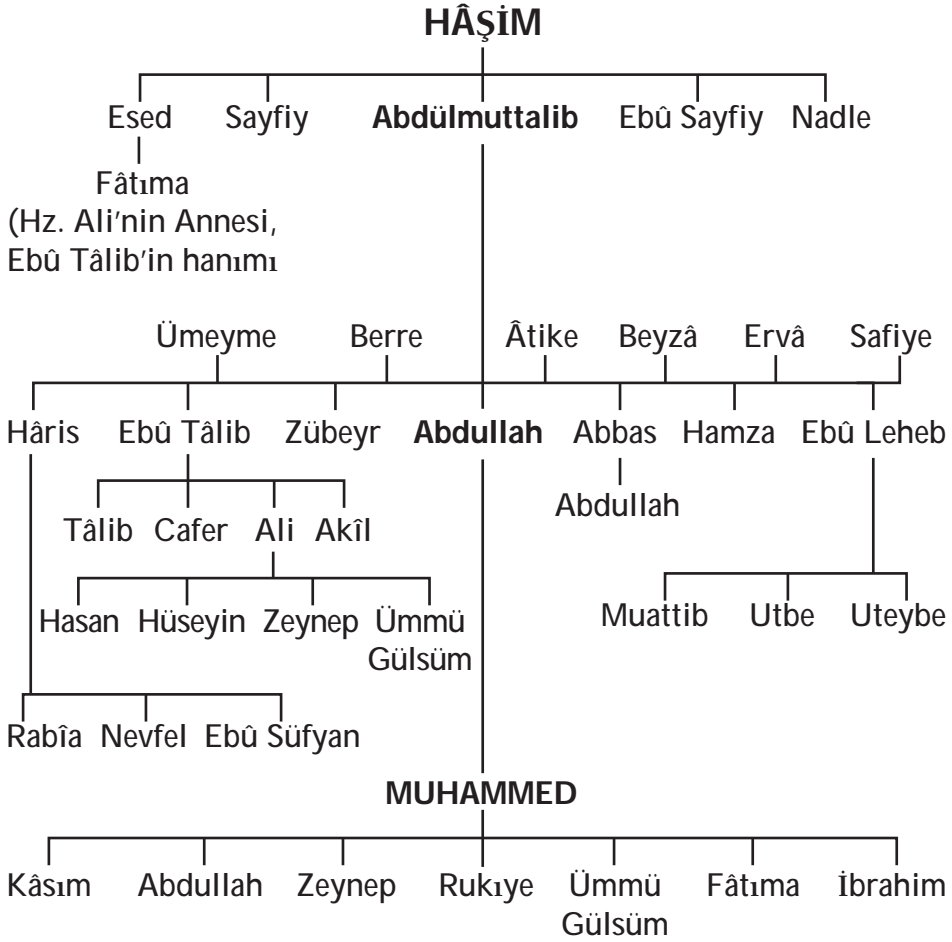 HÂŞİM
Esed Sayfiy Abdülmuttalib Ebû Sayfiy Nadle
Fâtıma
(Hz. Ali'nin Annesi,
Ebû Tâlib'in hanımı
Ümeyme Berre Âtike Beyzâ Ervâ Safiye
Hâris Ebû Tâlib Zübeyr Abdullah Abbas Hamza Ebû Leheb
Abdullah
Tâlib Cafer Ali Akîl
Muattib Utbe Uteybe
Hasan Hüseyin Zeynep Ümmü
Gülsüm
Rabîa Nevfel Ebû Süfyan
MUHAMMED
Kâsım Abdullah Zeynep Rukıye Ümmü Fâtıma İbrahim
Gülsüm